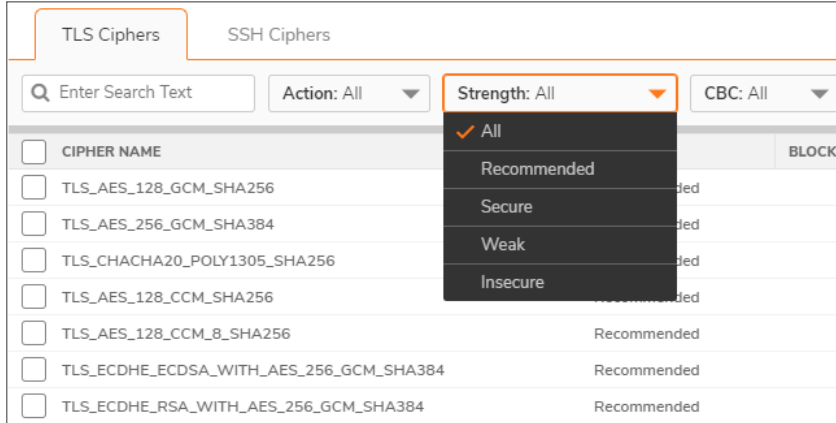 TLS Ciphers SSH Ciphers
Enter Search Text Action: All Strength: All CBC: All
All
Recommended
Secure
Weak
Insecure
CIPHER NAME BLOCK
TLS_AES_128_GCM_SHA256
TLS_AES_256_GCM_SHA384
TLS_CHACHA20_POLY1305_SHA256
TLS_AES_128_CCM_SHA256
TLS_AES_128_CCM_8_SHA256 Recommended
TLS_ECDHE_ECDSA_WITH_AES_256_GCM_SHA384 Recommended
TLS_ECDHE_RSA_WITH_AES_256_GCM_SHA384 Recommended